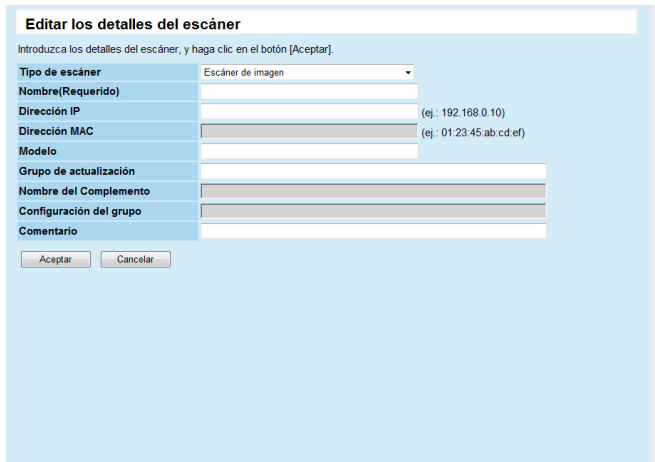 Editar los detalles del escáner
Introduzca los detalles del escáner, y haga clic en el botón [Aceptar].
Tipo de escáner Escáner de imagen
Nombre(Requerido)
Dirección IP (ej.: 192.168.0.10)
Dirección MAC (ej.: 01:23:45:ab:cd:ef)
Modelo
Grupo de actualización
Nombre del Complemento
Configuración del grupo
Comentario
Aceptar Cancelar